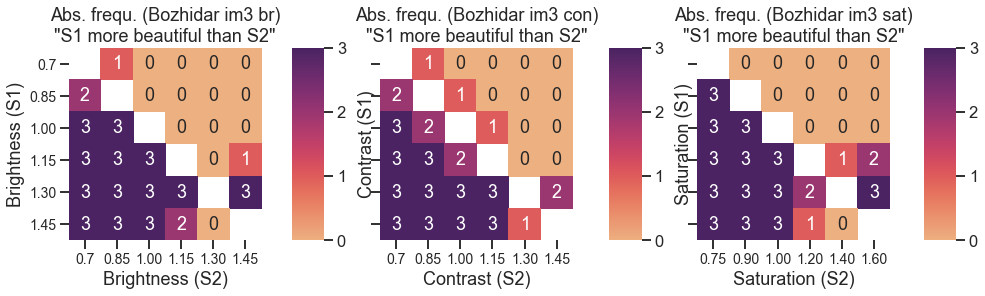 Abs. frequ. (Bozhidar im3 br)
"S1 more beautiful than S2"
Brightness (S1)
0.7 1 0 0 0 0
0.85 2 0 0 0 0
1.00 3 3 0 0 0
1.15 3 3 3 0 1
1.30 3 3 3 3 3
1.45 3 3 3 2 0
0.7 0.85 1.00 1.15 1.30 1.45
Brightness (S2)
3
2
1
0
Abs. frequ. (Bozhidar im3 con)
"S1 more beautiful than S2"
Contrast (S1)
1 0 0 0 0
2 1 0 0 0
3 2 1 0 0
3 3 2 0 0
3 3 3 3 2
3 3 3 3 1
0.7 0.85 1.00 1.15 1.30 1.45
Contrast (S2)
3
2
1
0
Abs. frequ. (Bozhidar im3 sat)
"S1 more beautiful than S2"
Saturation (S1)
0 0 0 0 0
3 0 0 0 0
3 3 0 0 0
3 3 3 1 2
3 3 3 2 3
3 3 3 1 0
0.75 0.90 1.00 1.20 1.40 1.60
Saturation (S2)
3
2
1
0